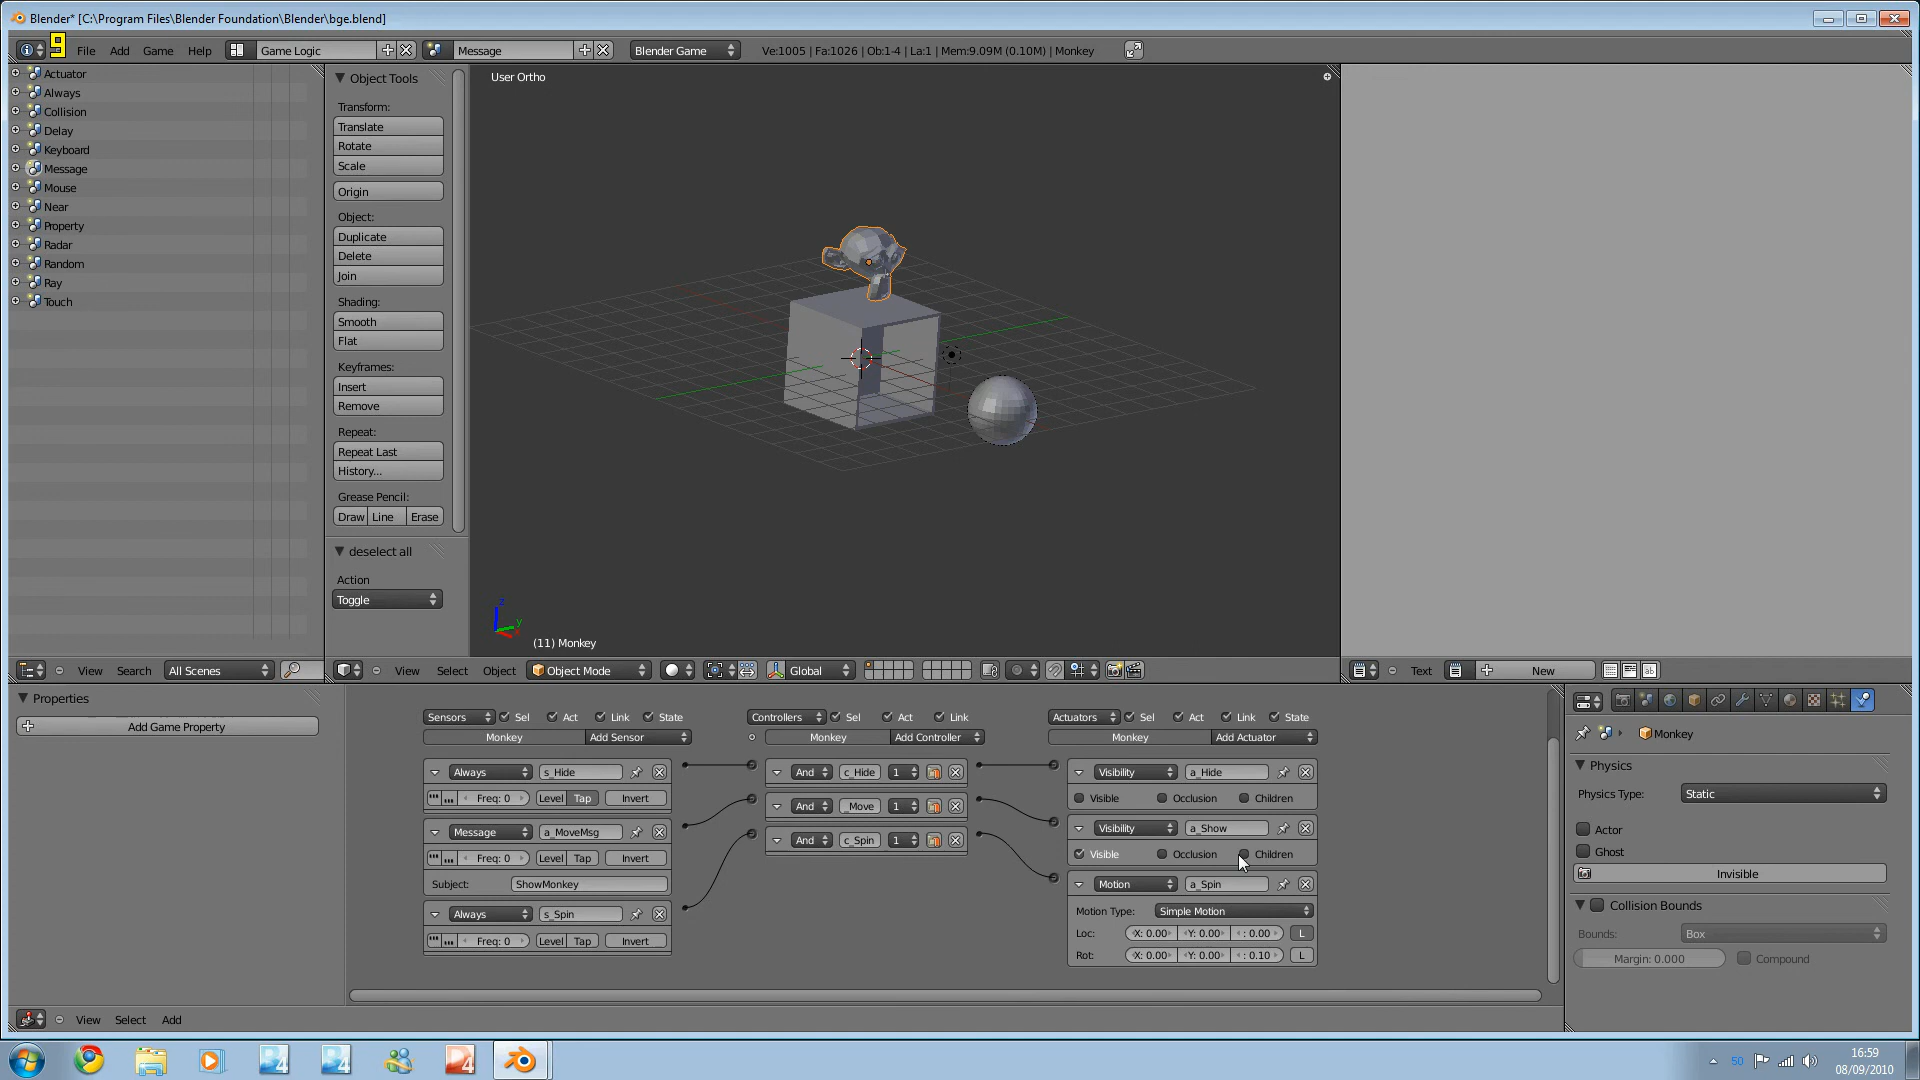 Blender* [C:\Program Files\Blender Foundation\Blender\bge.blend]
9 File Add Game Help Game Logic Message Blender Game Ve:1005 | Fa:1026 | Ob:1-4 | La:1 | Mem:9.09M (0.10M) | Monkey
Actuator
Always
Collision
Delay
Keyboard
Message
Mouse
Near
Property
Radar
Random
Ray
Touch
View Search All Scenes
Object Tools
Transform:
Translate
Rotate
Scale
Origin
Object:
Duplicate
Delete
Join
Shading:
Smooth
Flat
Keyframes:
Insert
Remove
Repeat:
Repeat Last
History...
Grease Pencil:
Draw Line Erase
deselect all
Action
Toggle
User Ortho
z
y
x
(11) Monkey
View Select Object Object Mode Global
Text New ab
Properties
Add Game Property
Sensors Sel Act Link State
Monkey Add Sensor
Always s_Hide
Freq: 0 Level Tap Invert
Message a_MoveMsg
Freq: 0 Level Tap Invert
Subject: ShowMonkey
Always s_Spin
Freq: 0 Level Tap Invert
Controllers Sel Act Link
Monkey Add Controller
And c_Hide 1
And _Move 1
And c_Spin 1
Actuators Sel Act Link State
Monkey Add Actuator
Visibility a_Hide
Visible Occlusion Children
Visibility a_Show
Visible Occlusion Children
Motion a_Spin
Motion Type: Simple Motion
Loc: X: 0.00 Y: 0.00 : 0.00 L
Rot: X: 0.00 Y: 0.00 : 0.10 L
View Select Add
Monkey
Physics
Physics Type: Static
Actor
Ghost
Invisible
Collision Bounds
Bounds: Box
Margin: 0.000 Compound
4 4 4 50
16:59
08/09/2010